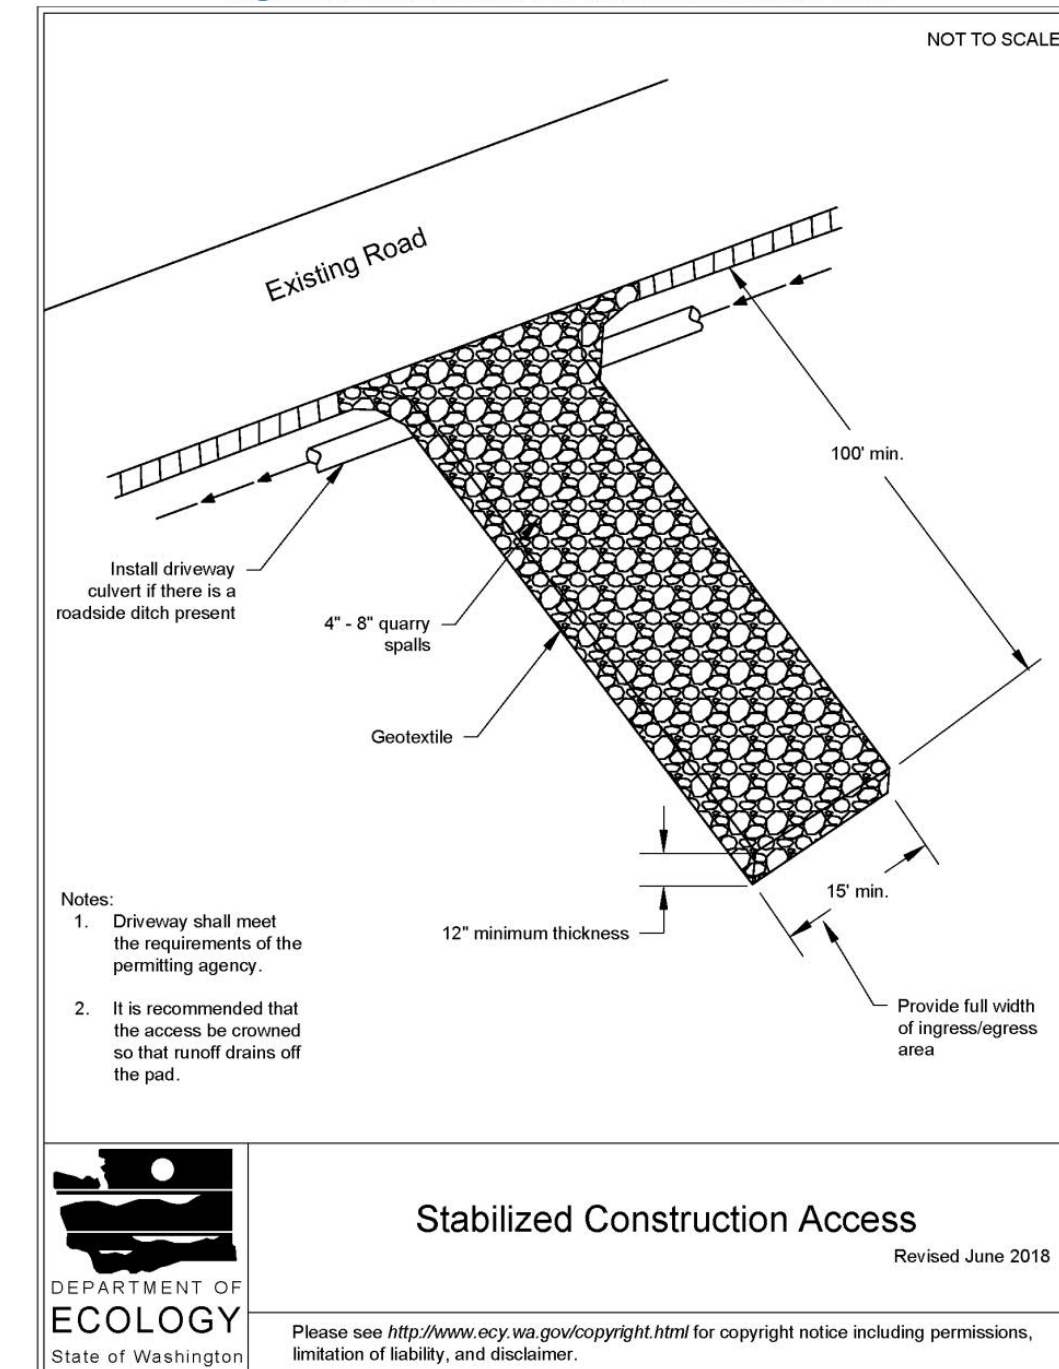 NOT TO SCALE
Existing Road
100' min.
Install driveway
culvert if there is a
roadside ditch present
4" - 8" quarry
spalls
Geotextile
15' min.
12" minimum thickness
Provide full width
of ingress/egress
area
Notes:
1. Driveway shall meet
the requirements of the
permitting agency.
2. It is recommended that
the access be crowned
so that runoff drains off
the pad.
DEPARTMENT OF
ECOLOGY
State of Washington
Stabilized Construction Access
Revised June 2018
Please see http://www.ecy.wa.gov/copyright.html for copyright notice including permissions,
limitation of liability, and disclaimer.